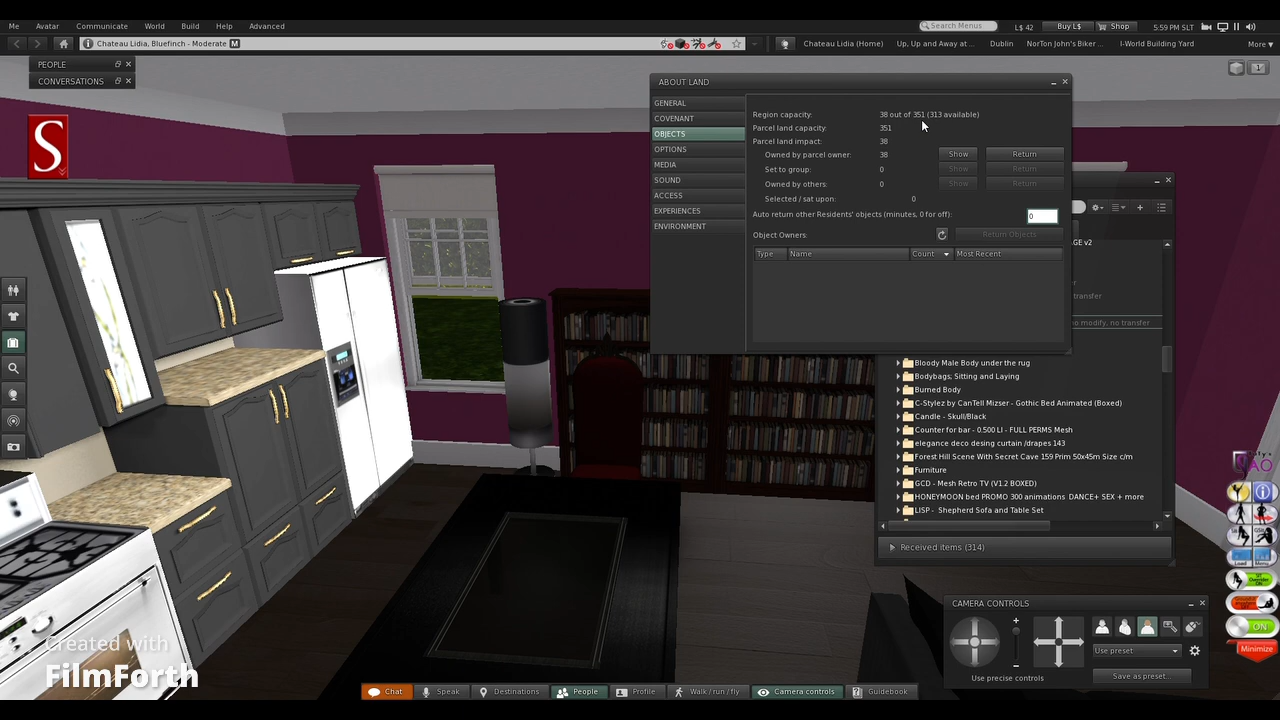 Me Avatar Communicate World Build Help Advanced
Search Menus L$ 42 Buy L$ Shop 5:59 PM SLT
Chateau Lidia, Bluefinch - Moderate M
Chateau Lidia (Home) Up, Up and Away at ... Dublin NorTon John's Biker ... I-World Building Yard More ▾
PEOPLE
CONVERSATIONS
S
ABOUT LAND
GENERAL
COVENANT
OBJECTS
OPTIONS
MEDIA
SOUND
ACCESS
EXPERIENCES
ENVIRONMENT
Region capacity: 38 out of 351 (313 available)
Parcel land capacity: 351
Parcel land impact: 38
Owned by parcel owner: 38 Show Return
Set to group: 0 Show Return
Owned by others: 0 Show Return
Selected / sat upon: 0
Auto return other Residents' objects (minutes, 0 for off): 0
Object Owners: Return Objects
Type Name Count Most Recent
AGE v2
transfer
no modify, no transfer
Bloody Male Body under the rug
Bodybags; Sitting and Laying
Burned Body
C-Stylez by CanTell Mizser - Gothic Bed Animated (Boxed)
Candle - Skull/Black
Counter for bar - 0.500 LI - FULL PERMS Mesh
elegance deco desing curtain /drapes 143
Forest Hill Scene With Secret Cave 159 Prim 50x45m Size c/m
Furniture
GCD - Mesh Retro TV (V1.2 BOXED)
HONEYMOON bed PROMO 300 animations DANCE+ SEX + more
LISP - Shepherd Sofa and Table Set
Received items (314)
CAMERA CONTROLS
Use preset
Use precise controls
Save as preset...
AO
Load Menu
ON
Minimize
Created with
FilmForth
Chat Speak Destinations People Profile Walk / run / fly Camera controls Guidebook